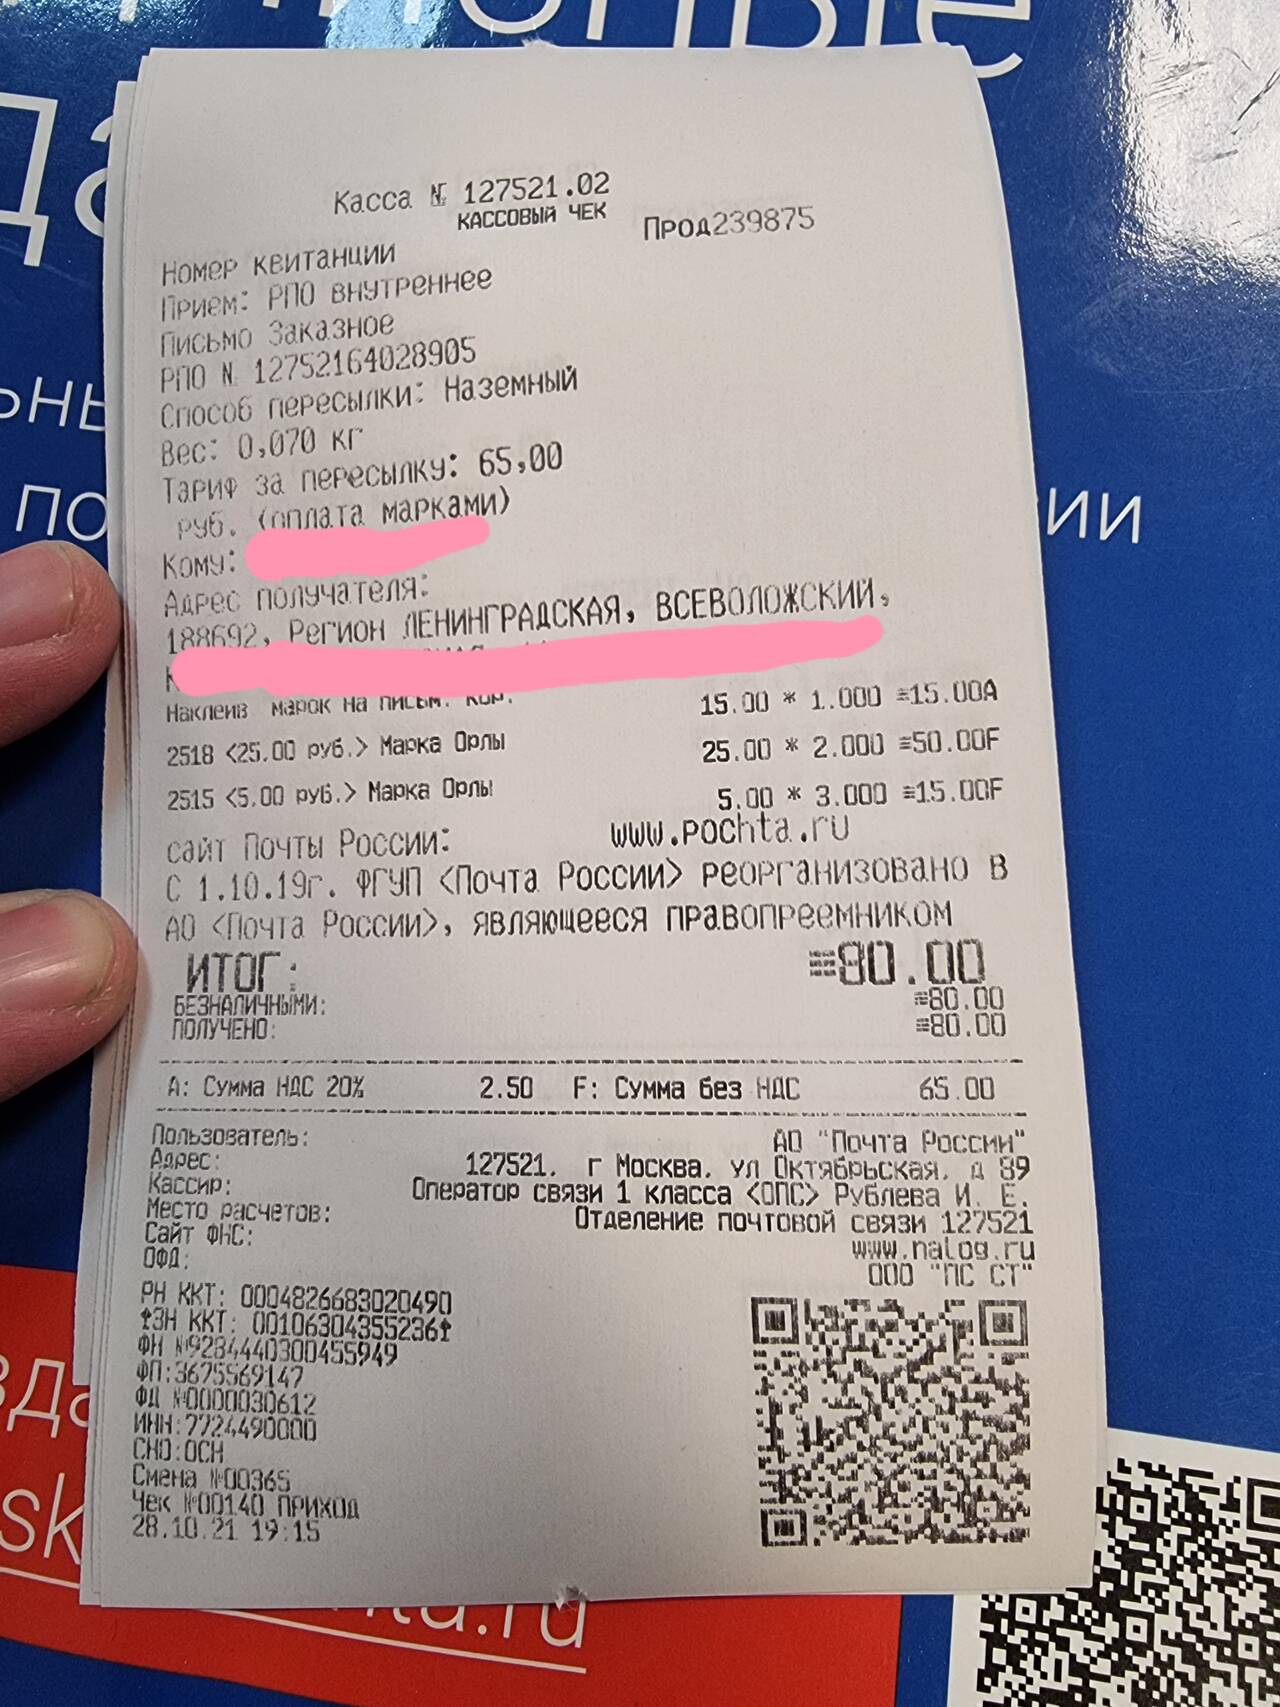 Касса № 127521.02
КАССОВЫЙ ЧЕК
Прод239875
Номер квитанции
Прием: РПО внутреннее
Письмо Заказное
РПО № 12752164028905
Способ пересылки: Наземный
Вес: 0,070 кг
Тариф за пересылку: 65,00
руб. (оплата марками)
Кому:
Адрес получателя:
188692, Регион ЛЕНИНГРАДСКАЯ, ВСЕВОЛОЖСКИЙ,
Наклеив марок на письм. кор. 15.00 * 1.000 ≡15.00А
2518 <25.00 руб.> Марка Орлы 25.00 * 2.000 ≡50.00F
2515 <5.00 руб.> Марка Орлы 5.00 * 3.000 ≡15.00F
сайт Почты России: www.pochta.ru
С 1.10.19г. ФГУП <Почта России> реорганизовано в
АО <Почта России>, являющееся правопреемником
ИТОГ: ≡80.00
БЕЗНАЛИЧНЫМИ: ≡80.00
ПОЛУЧЕНО: ≡80.00
А: Сумма НДС 20% 2.50 F: Сумма без НДС 65.00
Пользователь: АО "Почта России"
Адрес: 127521, г Москва, ул Октябрьская, д 89
Кассир: Оператор связи 1 класса <ОПС> Рублева И. Е.
Место расчетов: Отделение почтовой связи 127521
Сайт ФНС: www.nalog.ru
ОФД: ООО "ПС СТ"
РН ККТ: 0004826683020490
ЗН ККТ: 00106304355236
ФН №9284440300455949
ФП:3675569147
ФД №0000030612
ИНН:7724490000
СНО:ОСН
Смена №00365
Чек №00140 ПРИХОД
28.10.21 19:15